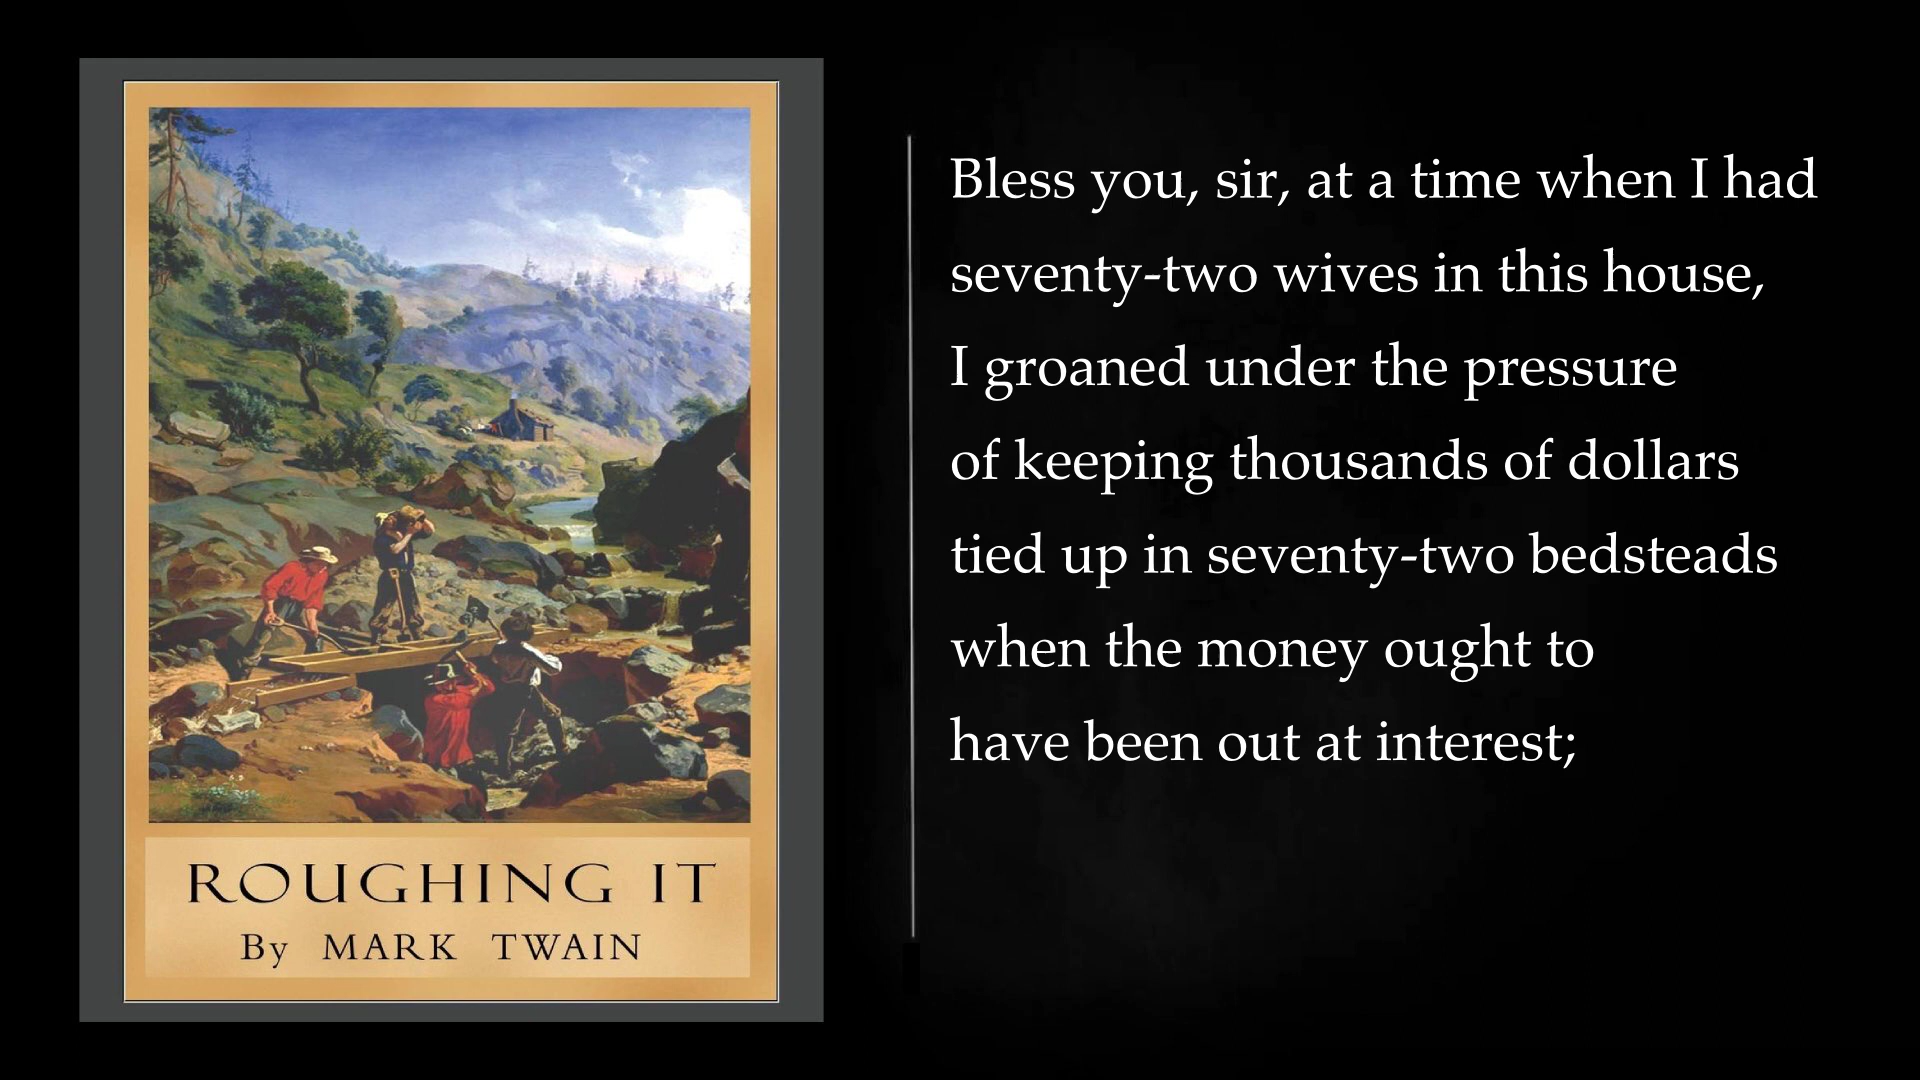 ROUGHING IT
By MARK TWAIN
Bless you, sir, at a time when I had
seventy-two wives in this house,
I groaned under the pressure
of keeping thousands of dollars
tied up in seventy-two bedsteads
when the money ought to
have been out at interest;